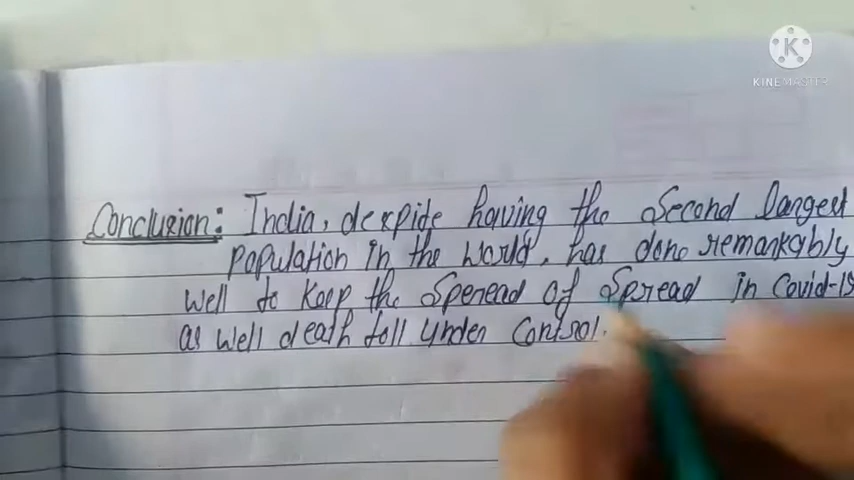 KINEMASTER
Conclusion: India, despite having the Second largest
population in the world, has done remarkably
well to keep the Spneread of Spread in Covid-19
as well death toll under Control.